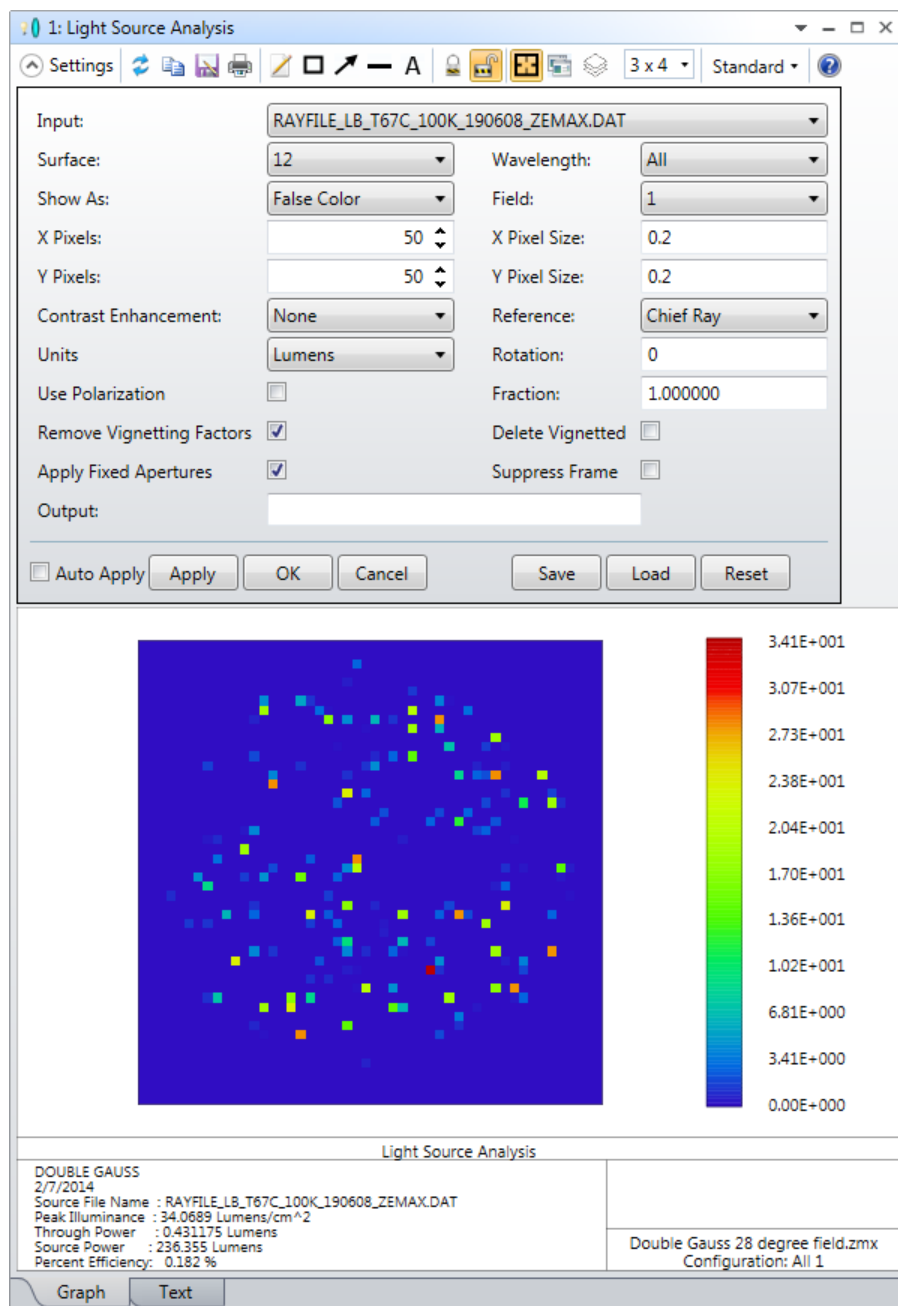 1: Light Source Analysis
Settings A 3 x 4 Standard ?
Input: RAYFILE_LB_T67C_100K_190608_ZEMAX.DAT
Surface: 12 Wavelength: All
Show As: False Color Field: 1
X Pixels: 50 X Pixel Size: 0.2
Y Pixels: 50 Y Pixel Size: 0.2
Contrast Enhancement: None Reference: Chief Ray
Units Lumens Rotation: 0
Use Polarization Fraction: 1.000000
Remove Vignetting Factors Delete Vignetted
Apply Fixed Apertures Suppress Frame
Output:
Auto Apply Apply OK Cancel Save Load Reset
3.41E+001
3.07E+001
2.73E+001
2.38E+001
2.04E+001
1.70E+001
1.36E+001
1.02E+001
6.81E+000
3.41E+000
0.00E+000
Light Source Analysis
DOUBLE GAUSS
2/7/2014
Source File Name : RAYFILE_LB_T67C_100K_190608_ZEMAX.DAT
Peak Illuminance : 34.0689 Lumens/cm^2
Through Power : 0.431175 Lumens
Source Power : 236.355 Lumens
Percent Efficiency: 0.182 %
Double Gauss 28 degree field.zmx
Configuration: All 1
Graph Text